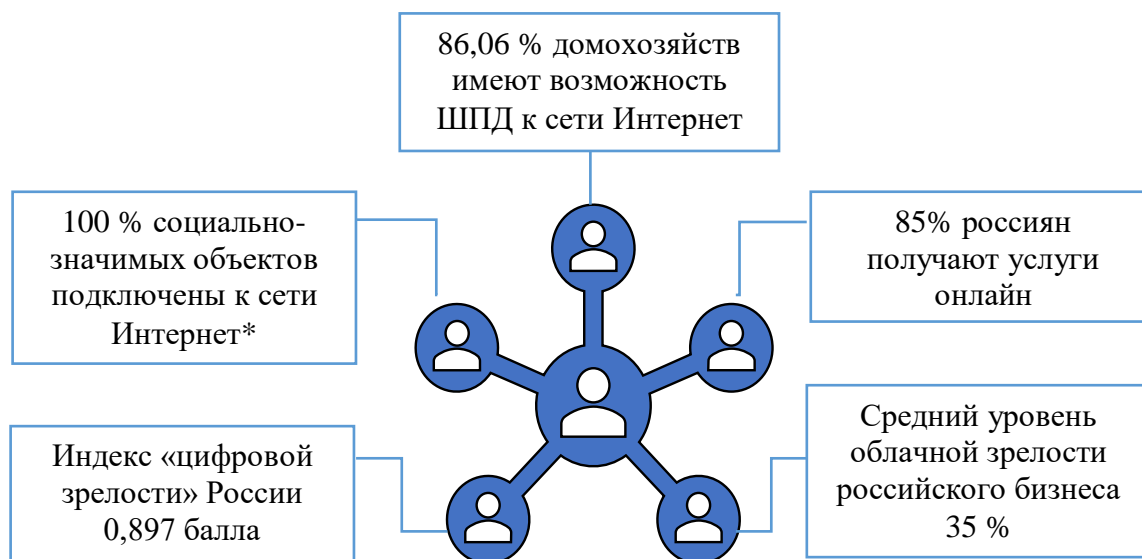 86,06 % домохозяйств
имеют возможность
ШПД к сети Интернет
100 % социально-
значимых объектов
подключены к сети
Интернет*
85% россиян
получают услуги
онлайн
Индекс «цифровой
зрелости» России
0,897 балла
Средний уровень
облачной зрелости
российского бизнеса
35 %